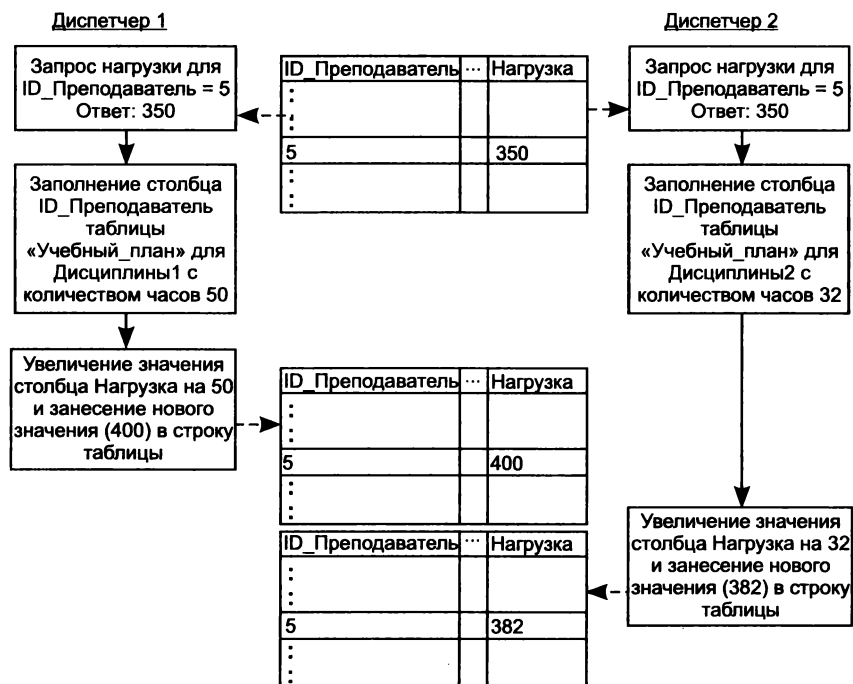 Диспетчер 1
Диспетчер 2
Запрос нагрузки для
ID_Преподаватель = 5
Ответ: 350
ID_Преподаватель ... Нагрузка
5 350
Запрос нагрузки для
ID_Преподаватель = 5
Ответ: 350
Заполнение столбца
ID_Преподаватель
таблицы
«Учебный_план» для
Дисциплины1 с
количеством часов 50
Заполнение столбца
ID_Преподаватель
таблицы
«Учебный_план» для
Дисциплины2 с
количеством часов 32
Увеличение значения
столбца Нагрузка на 50
и занесение нового
значения (400) в строку
таблицы
ID_Преподаватель ... Нагрузка
5 400
ID_Преподаватель ... Нагрузка
5 382
Увеличение значения
столбца Нагрузка на 32
и занесение нового
значения (382) в строку
таблицы